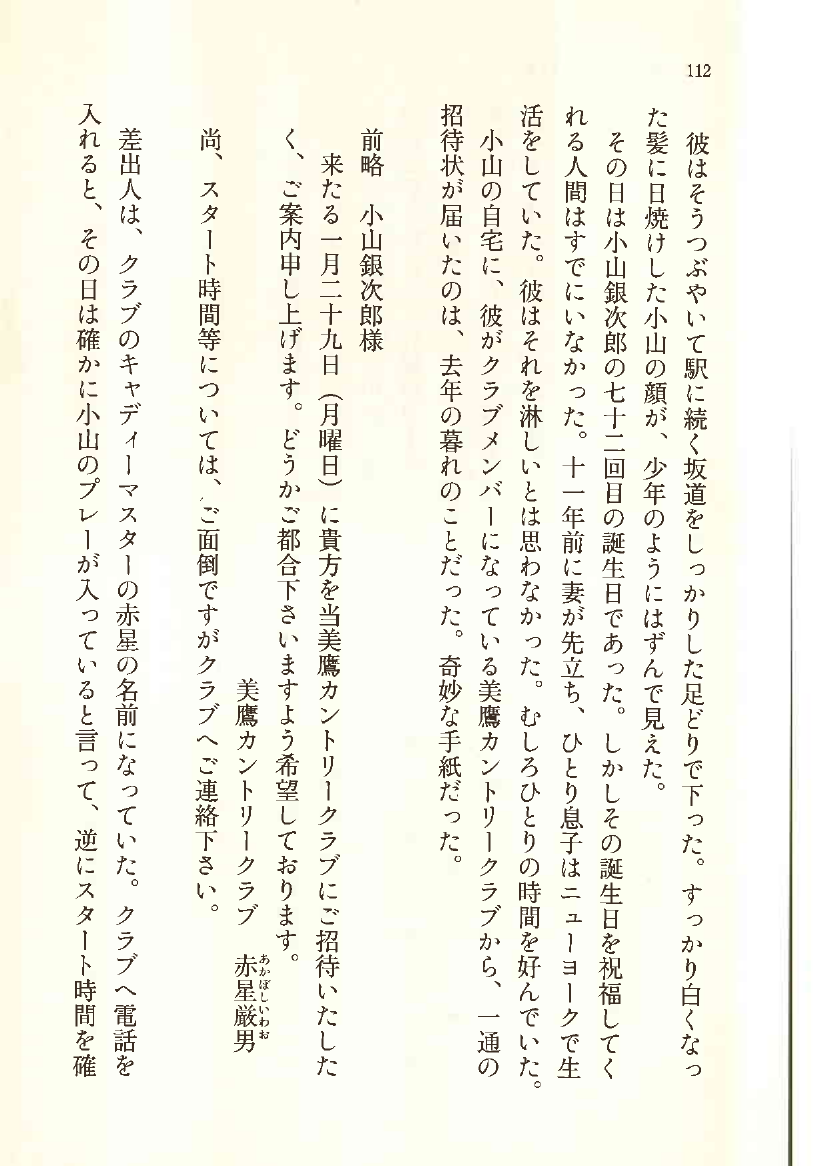 112
彼はそうつぶやいて駅に続く坂道をしっかりした足どりで下った。すっかり白くなっ
た髪に日焼けした小山の顔が、少年のようにはずんで見えた。
その日は小山銀次郎の七十二回目の誕生日であった。しかしその誕生日を祝福してく
れる人間はすでにいなかった。十一年前に妻が先立ち、ひとり息子はニューヨークで生
活をしていた。彼はそれを淋しいとは思わなかった。むしろひとりの時間を好んでいた。
小山の自宅に、彼がクラブメンバーになっている美鷹カントリークラブから、一通の
招待状が届いたのは、去年の暮れのことだった。奇妙な手紙だった。
前略　小山銀次郎様
来たる一月二十九日（月曜日）に貴方を当美鷹カントリークラブにご招待いたした
く、ご案内申し上げます。どうかご都合下さいますよう希望しております。
美鷹カントリークラブ　赤星厳男
あかぼしいわお
尚、スタート時間等については、ご面倒ですがクラブへご連絡下さい。
差出人は、クラブのキャディーマスターの赤星の名前になっていた。クラブへ電話を
入れると、その日は確かに小山のプレーが入っていると言って、逆にスタート時間を確